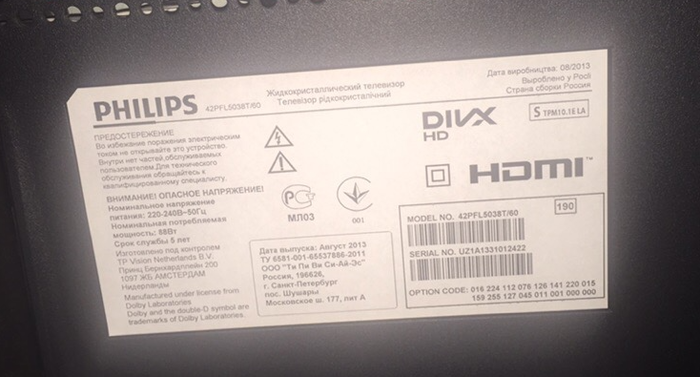 PHILIPS 42PFL5038T/60
Жидкокристаллический телевизор
Телевізор рідкокристалічний
Дата виробництва: 08/2013
Вироблено у Росії
Страна сборки Россия
ПРЕДОСТЕРЕЖЕНИЕ
Во избежание поражения электрическим
током не открывайте это устройство.
Внутри нет частей, обслуживаемых
пользователем. Для технического
обслуживания обращайтесь к
квалифицированному специалисту.
ВНИМАНИЕ! ОПАСНОЕ НАПРЯЖЕНИЕ!
Номинальное напряжение
питания: 220-240В~50Гц
Номинальная потребляемая
мощность: 88Вт
Срок службы 5 лет
Изготовлено под контролем
TP Vision Netherlands B.V.
Принц Бернхардплейн 200
1097 ЖБ АМСТЕРДАМ
Нидерланды
Manufactured under license from
Dolby Laboratories
Dolby and the double-D symbol are
trademarks of Dolby Laboratories.
МЛ03
001
Дата выпуска: Август 2013
ТУ 6581-001-65537886-2011
ООО "Ти Пи Ви Си-Ай-Эс"
Россия, 196626,
г. Санкт-Петербург
пос. Шушары
Московское ш. 177, лит А
DIVX
HD
S TPM10.1E LA
HDMI™
MODEL NO. 42PFL5038T/60
190
SERIAL NO. UZ1A1331012422
OPTION CODE: 016 224 112 076 126 141 220 015
159 255 127 045 011 001 000 000